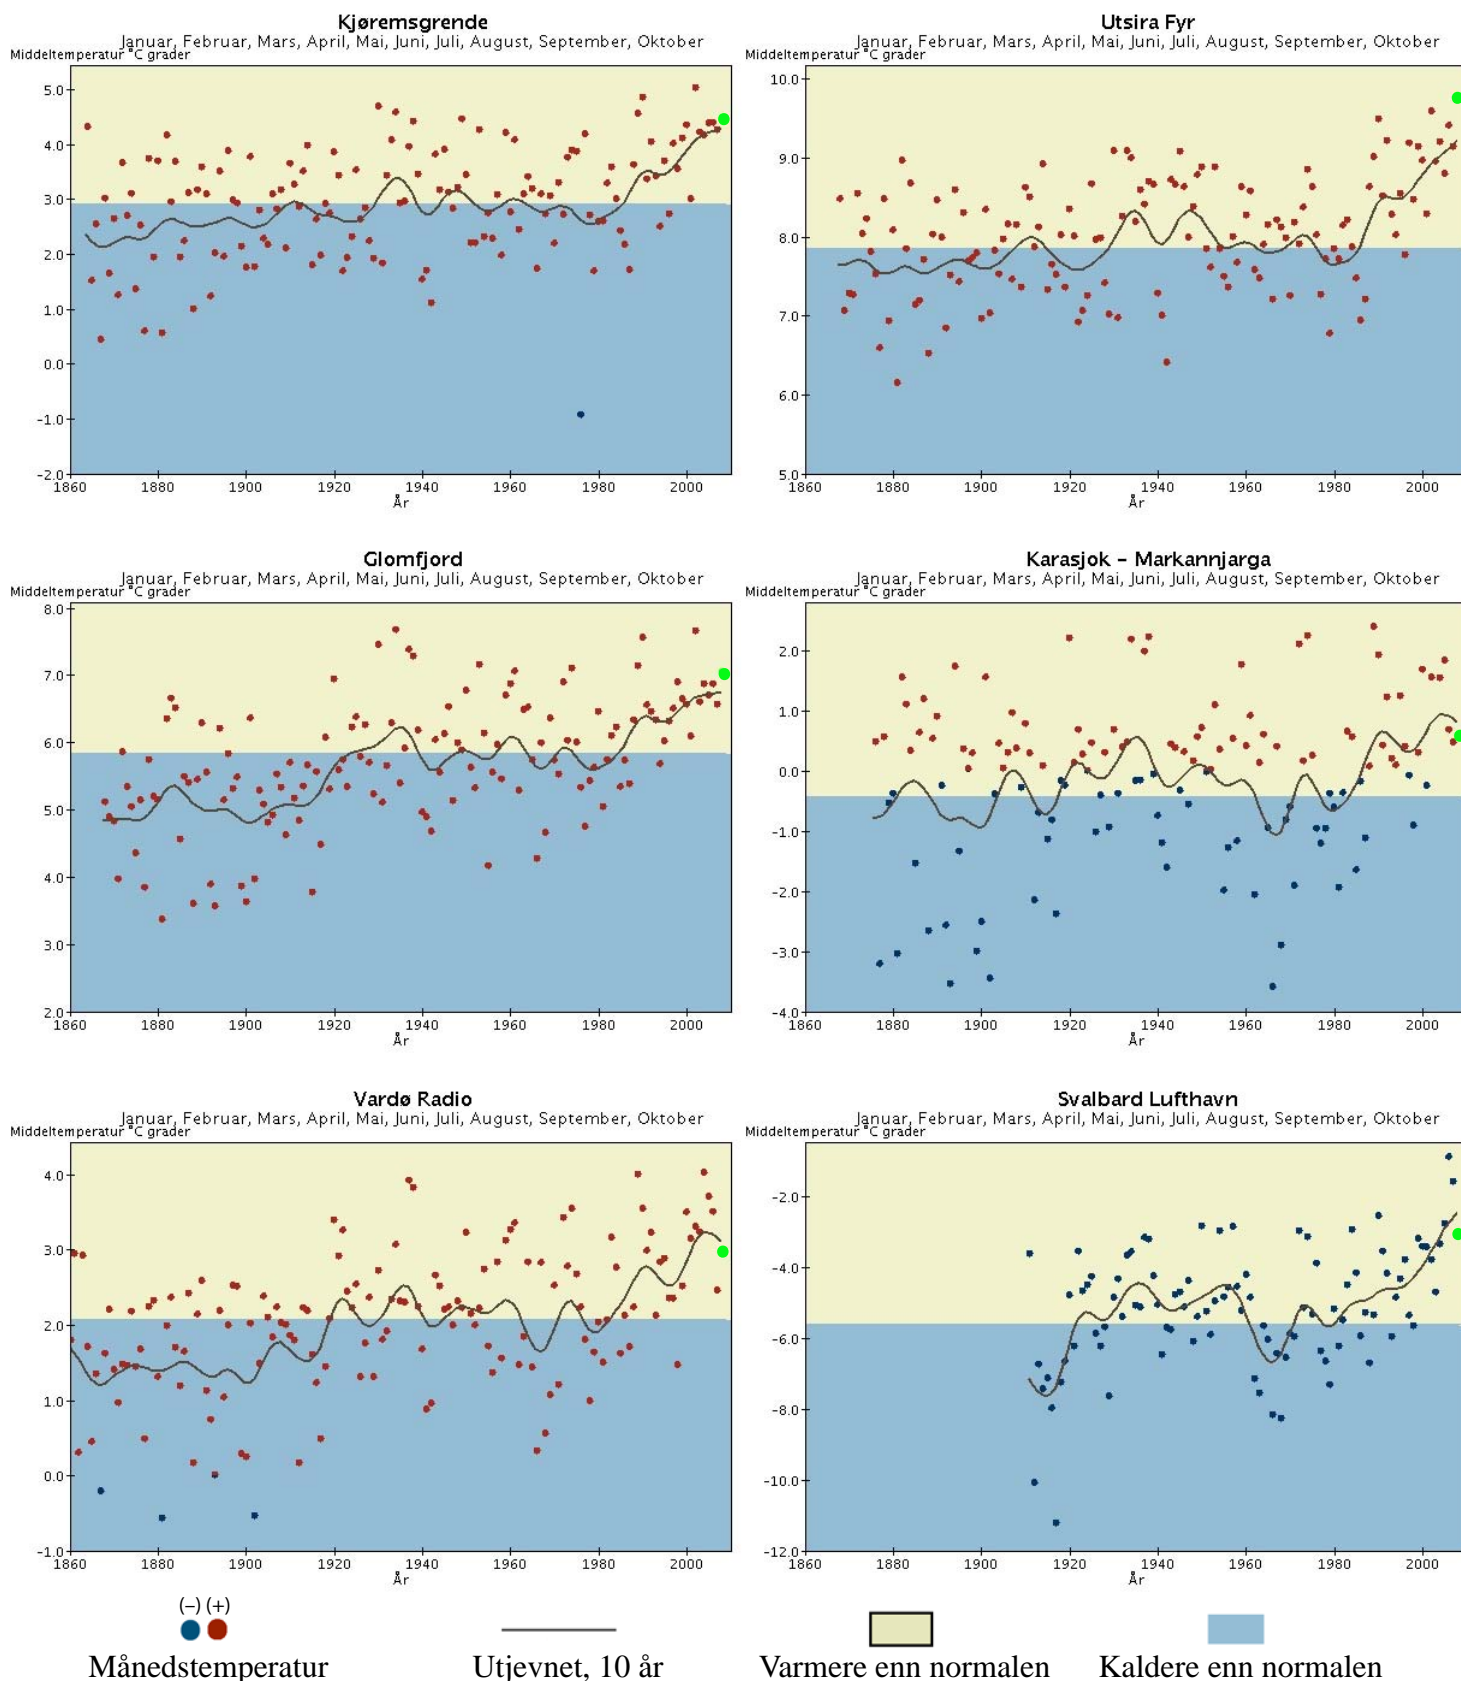 Kjøremsgrende
Januar, Februar, Mars, April, Mai, Juni, Juli, August, September, Oktober
Middeltemperatur °C grader
5.0
4.0
3.0
2.0
1.0
0.0
-1.0
-2.0
1860 1880 1900 1920 1940 1960 1980 2000
År
Utsira Fyr
Januar, Februar, Mars, April, Mai, Juni, Juli, August, September, Oktober
Middeltemperatur °C grader
10.0
9.0
8.0
7.0
6.0
5.0
1860 1880 1900 1920 1940 1960 1980 2000
År
Glomfjord
Januar, Februar, Mars, April, Mai, Juni, Juli, August, September, Oktober
Middeltemperatur °C grader
8.0
7.0
6.0
5.0
4.0
3.0
2.0
1860 1880 1900 1920 1940 1960 1980 2000
År
Karasjok - Markannjarga
Januar, Februar, Mars, April, Mai, Juni, Juli, August, September, Oktober
Middeltemperatur °C grader
2.0
1.0
0.0
-1.0
-2.0
-3.0
-4.0
1860 1880 1900 1920 1940 1960 1980 2000
År
Vardø Radio
Januar, Februar, Mars, April, Mai, Juni, Juli, August, September, Oktober
Middeltemperatur °C grader
4.0
3.0
2.0
1.0
0.0
-1.0
1860 1880 1900 1920 1940 1960 1980 2000
År
Svalbard Lufthavn
Januar, Februar, Mars, April, Mai, Juni, Juli, August, September, Oktober
Middeltemperatur °C grader
-2.0
-4.0
-6.0
-8.0
-10.0
-12.0
1860 1880 1900 1920 1940 1960 1980 2000
År
(–) (+)
Månedstemperatur Utjevnet, 10 år Varmere enn normalen Kaldere enn normalen